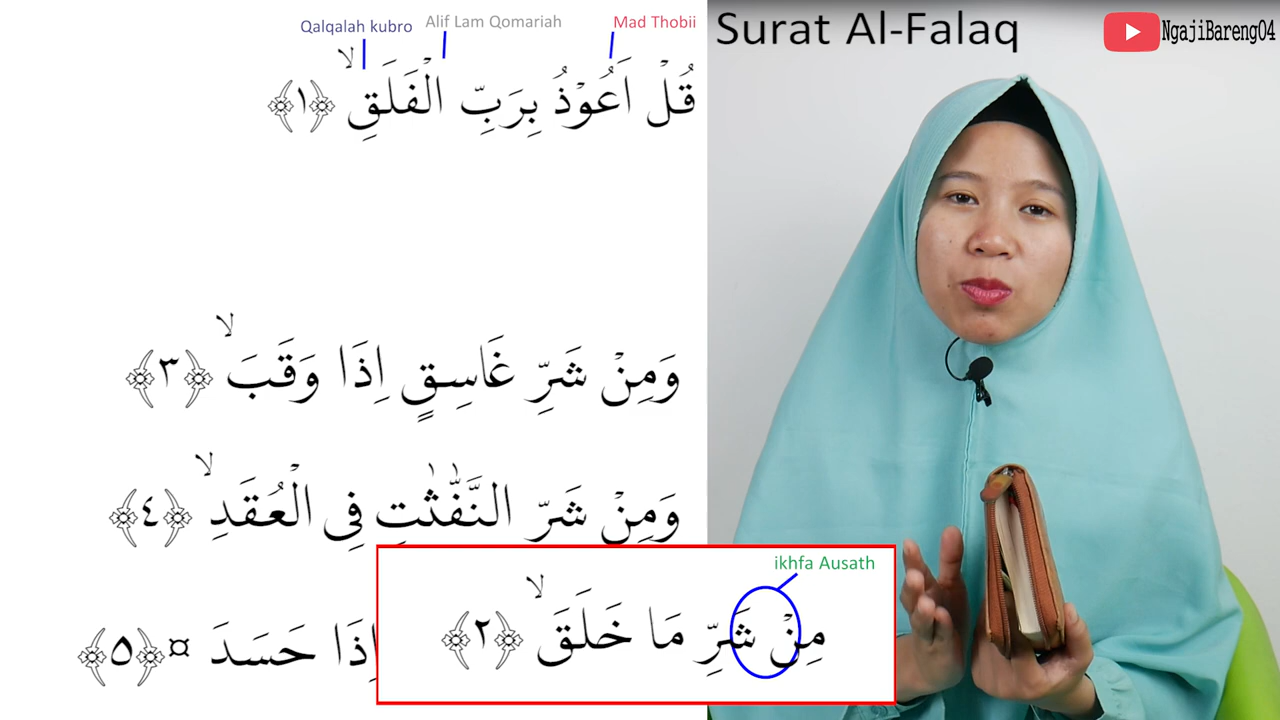 Qalqalah kubro Alif Lam Qomariah Mad Thobii
قُلْ اَعُوْذُ بِرَبِّ الْفَلَقِۙ ﴿١﴾
وَمِنْ شَرِّ غَاسِقٍ اِذَا وَقَبَۙ ﴿٣﴾
وَمِنْ شَرِّ النَّفّٰثٰتِ فِى الْعُقَدِۙ ﴿٤﴾
اِذَا حَسَدَ ¤﴿٥﴾
ikhfa Ausath
مِنْ شَرِّ مَا خَلَقَۙ ﴿٢﴾
Surat Al-Falaq
NgajiBareng04